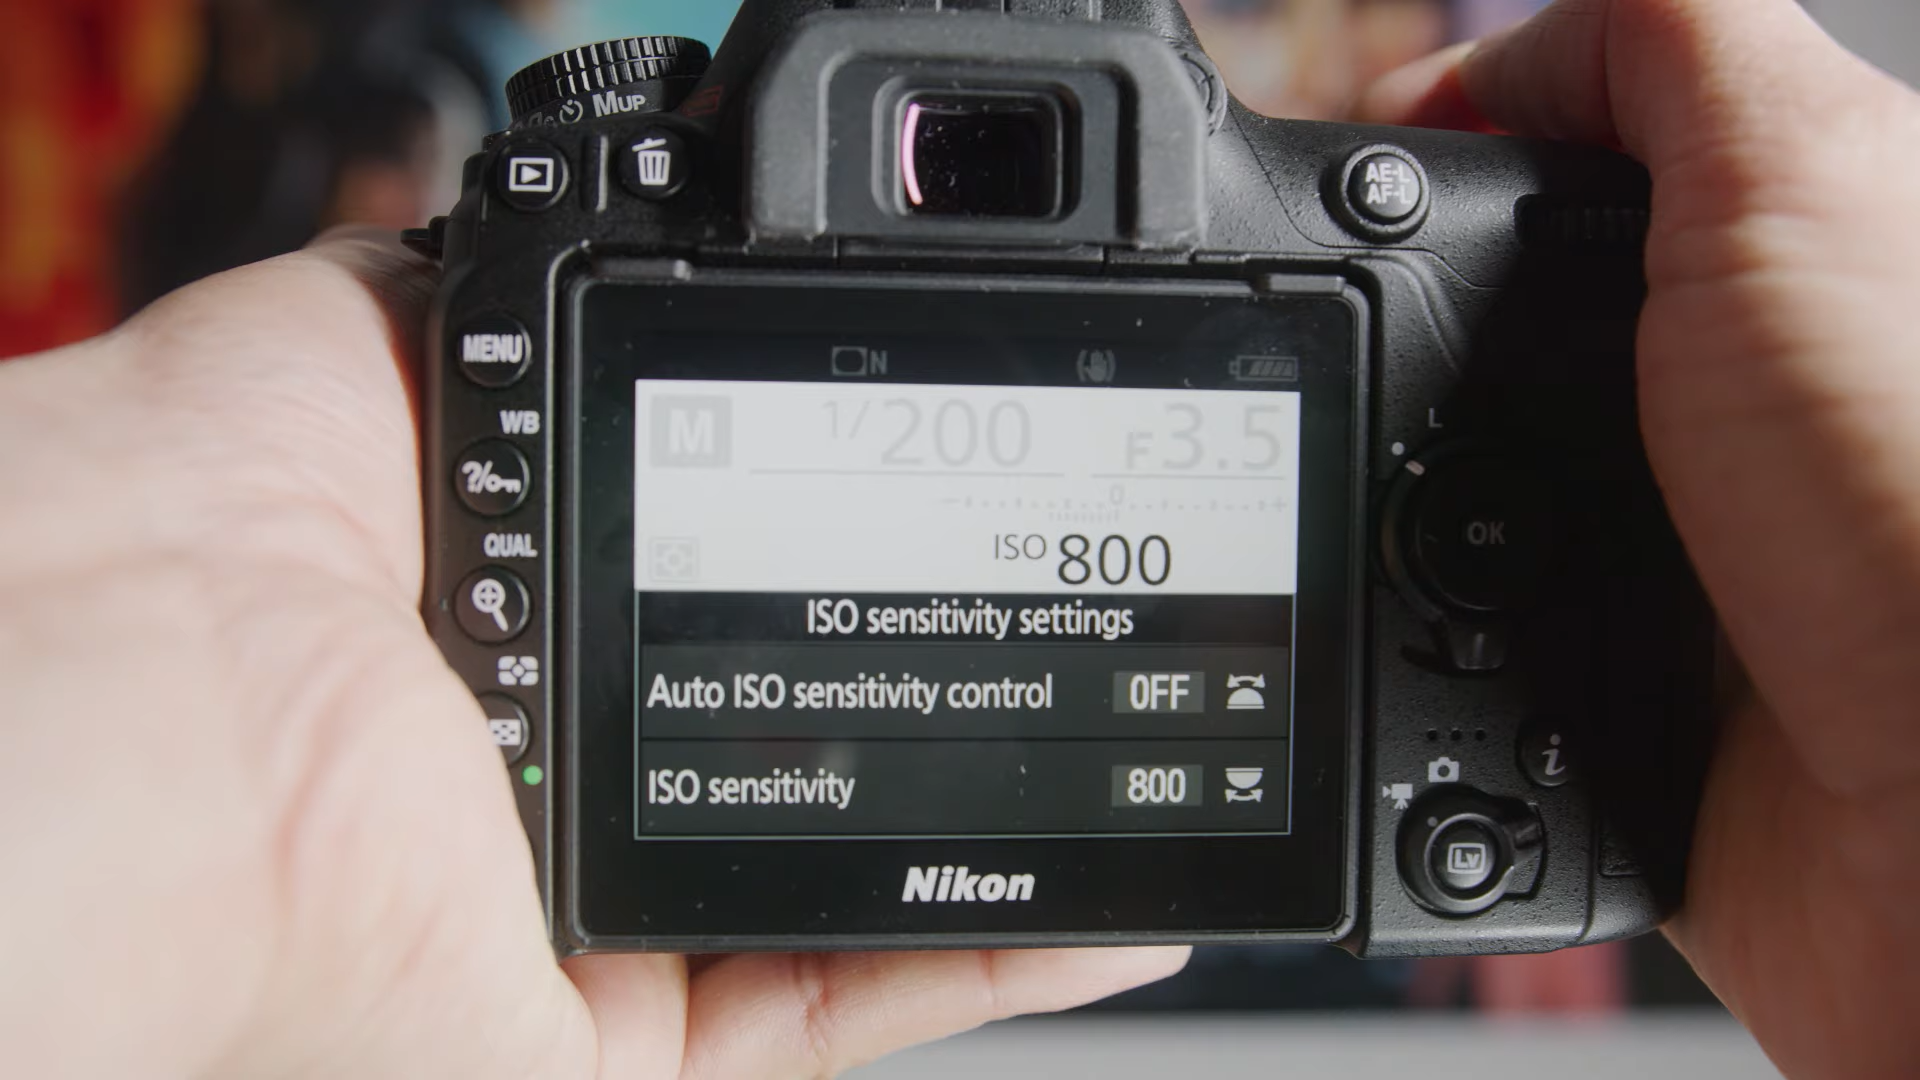 MUP
AE-L
AF-L
MENU
WB
?/
QUAL
N
M 1/200 F3.5
- 0 +
ISO 800
ISO sensitivity settings
Auto ISO sensitivity control OFF
ISO sensitivity 800
Nikon
L
OK
i
Lv